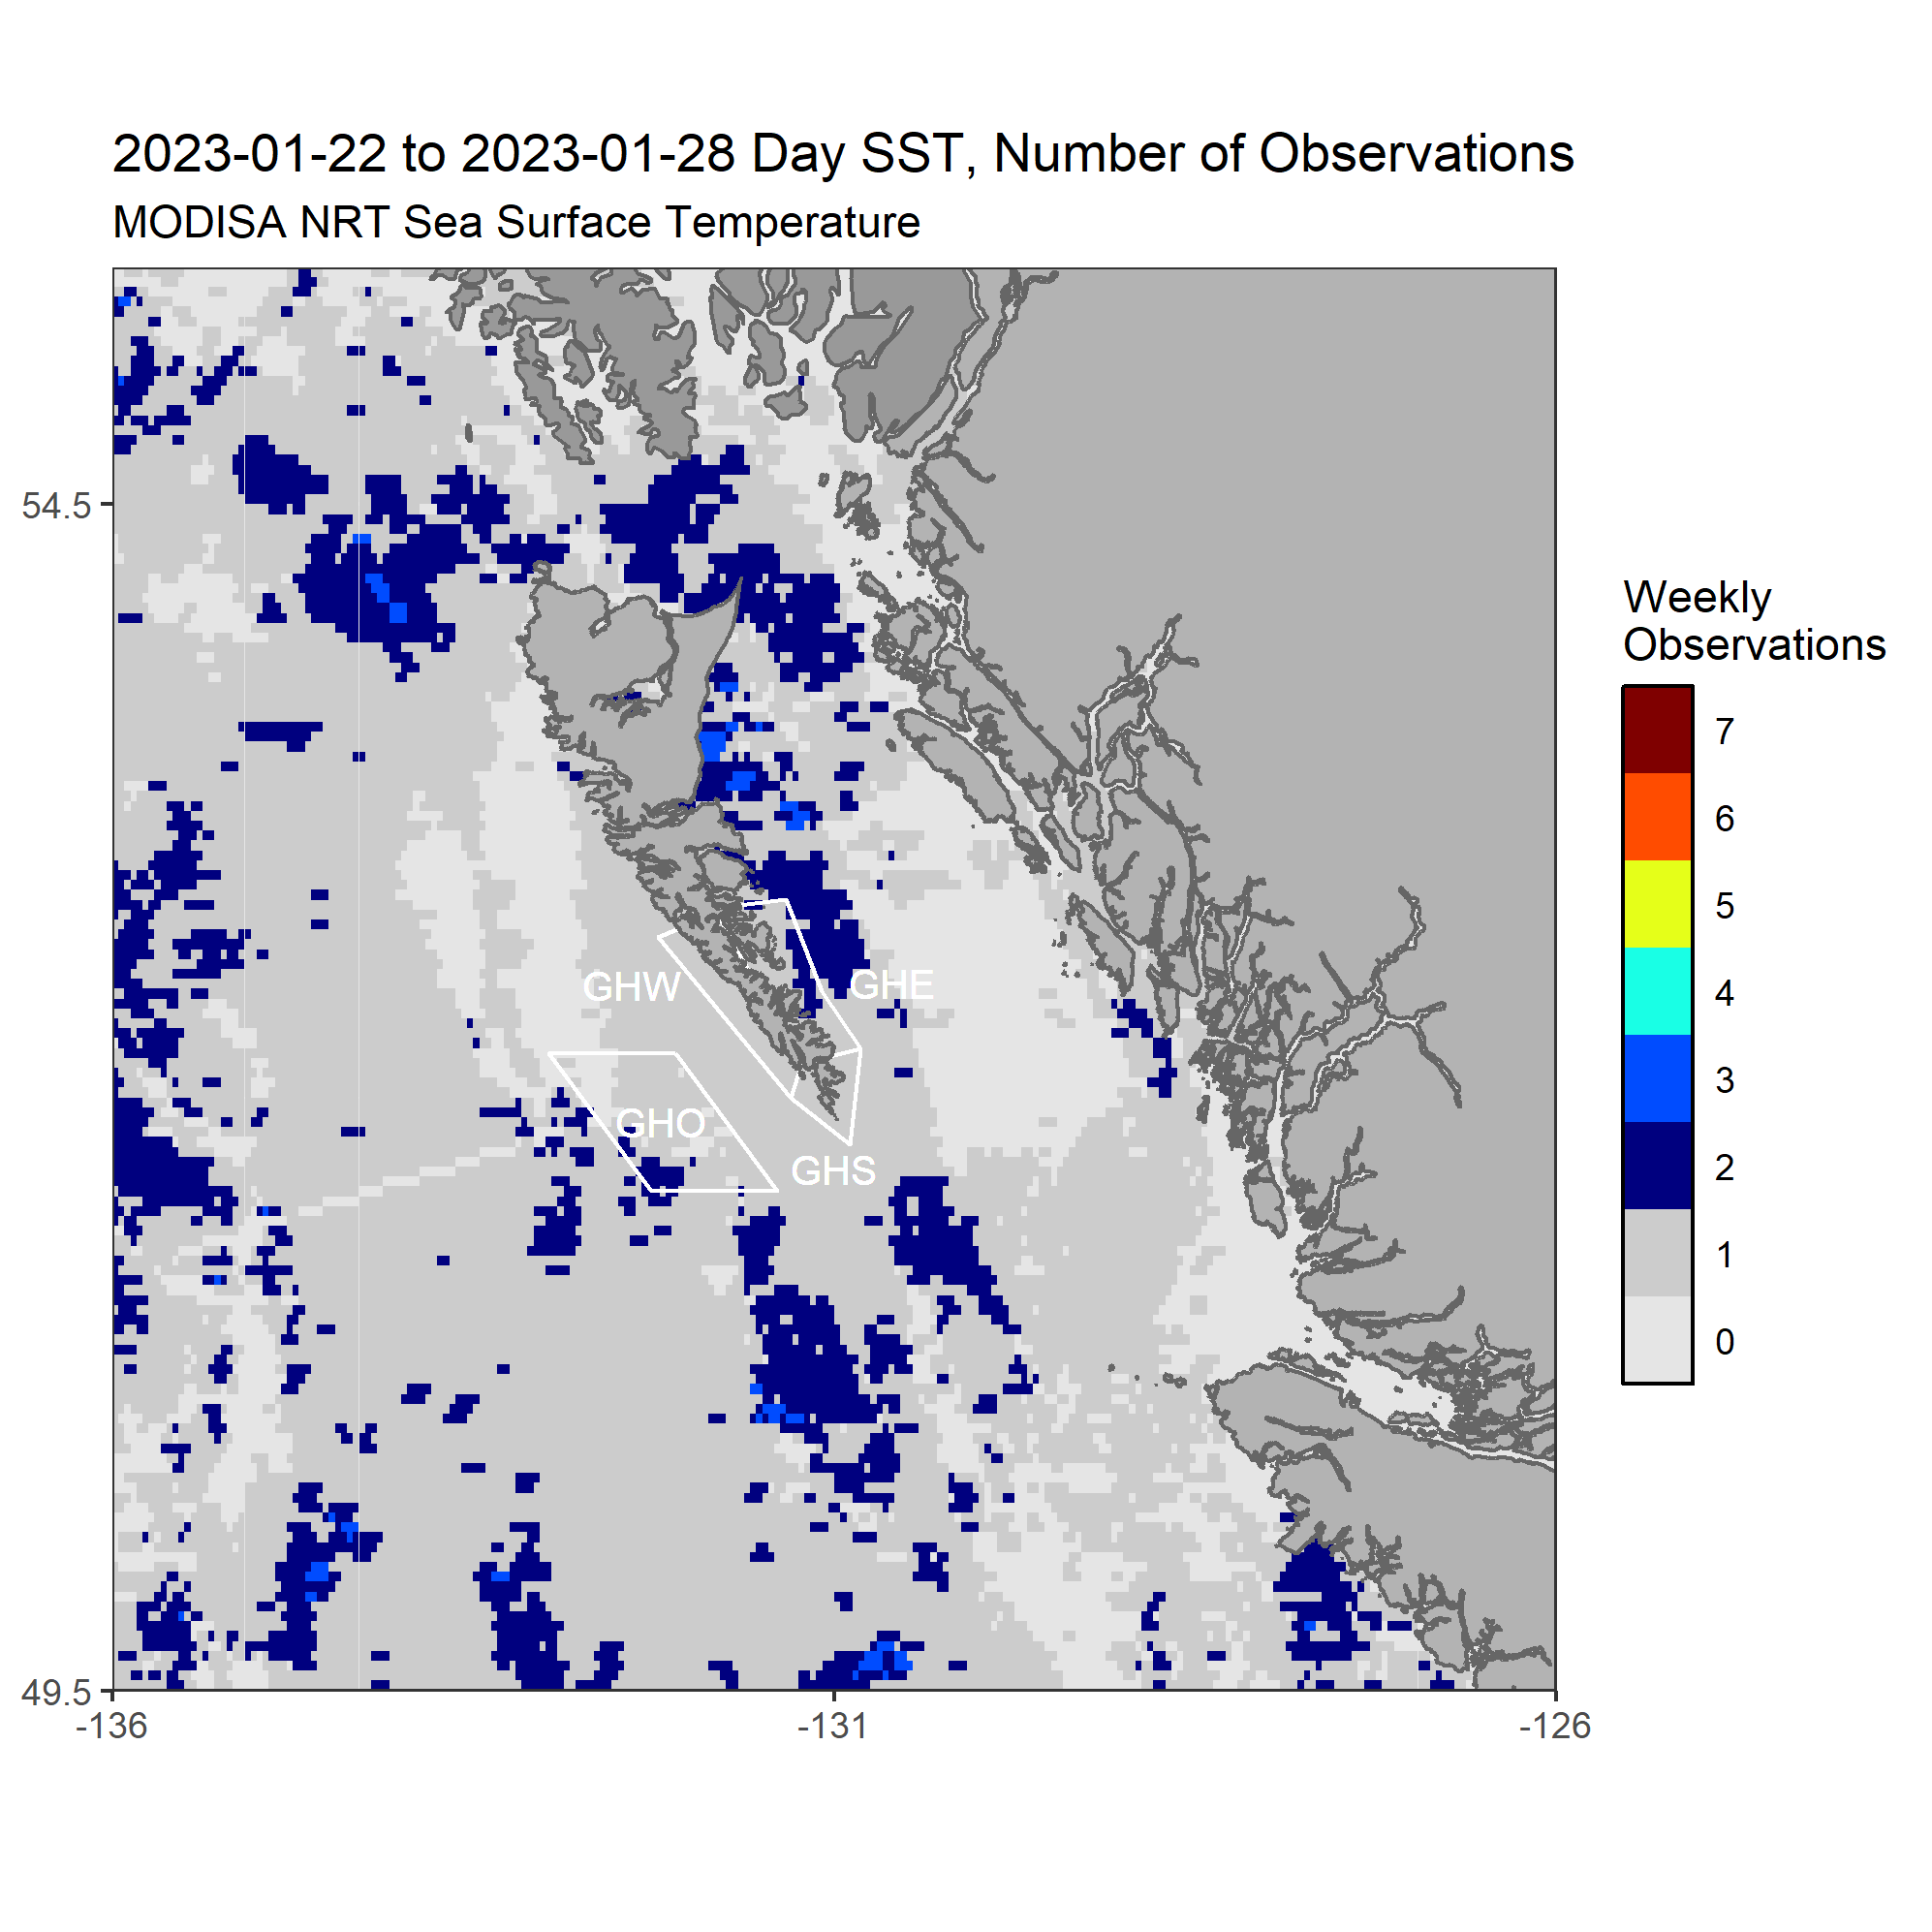 2023-01-22 to 2023-01-28 Day SST, Number of Observations
MODISA NRT Sea Surface Temperature
54.5
49.5
-136
-131
-126
GHW
GHE
GHO
GHS
Weekly
Observations
7
6
5
4
3
2
1
0